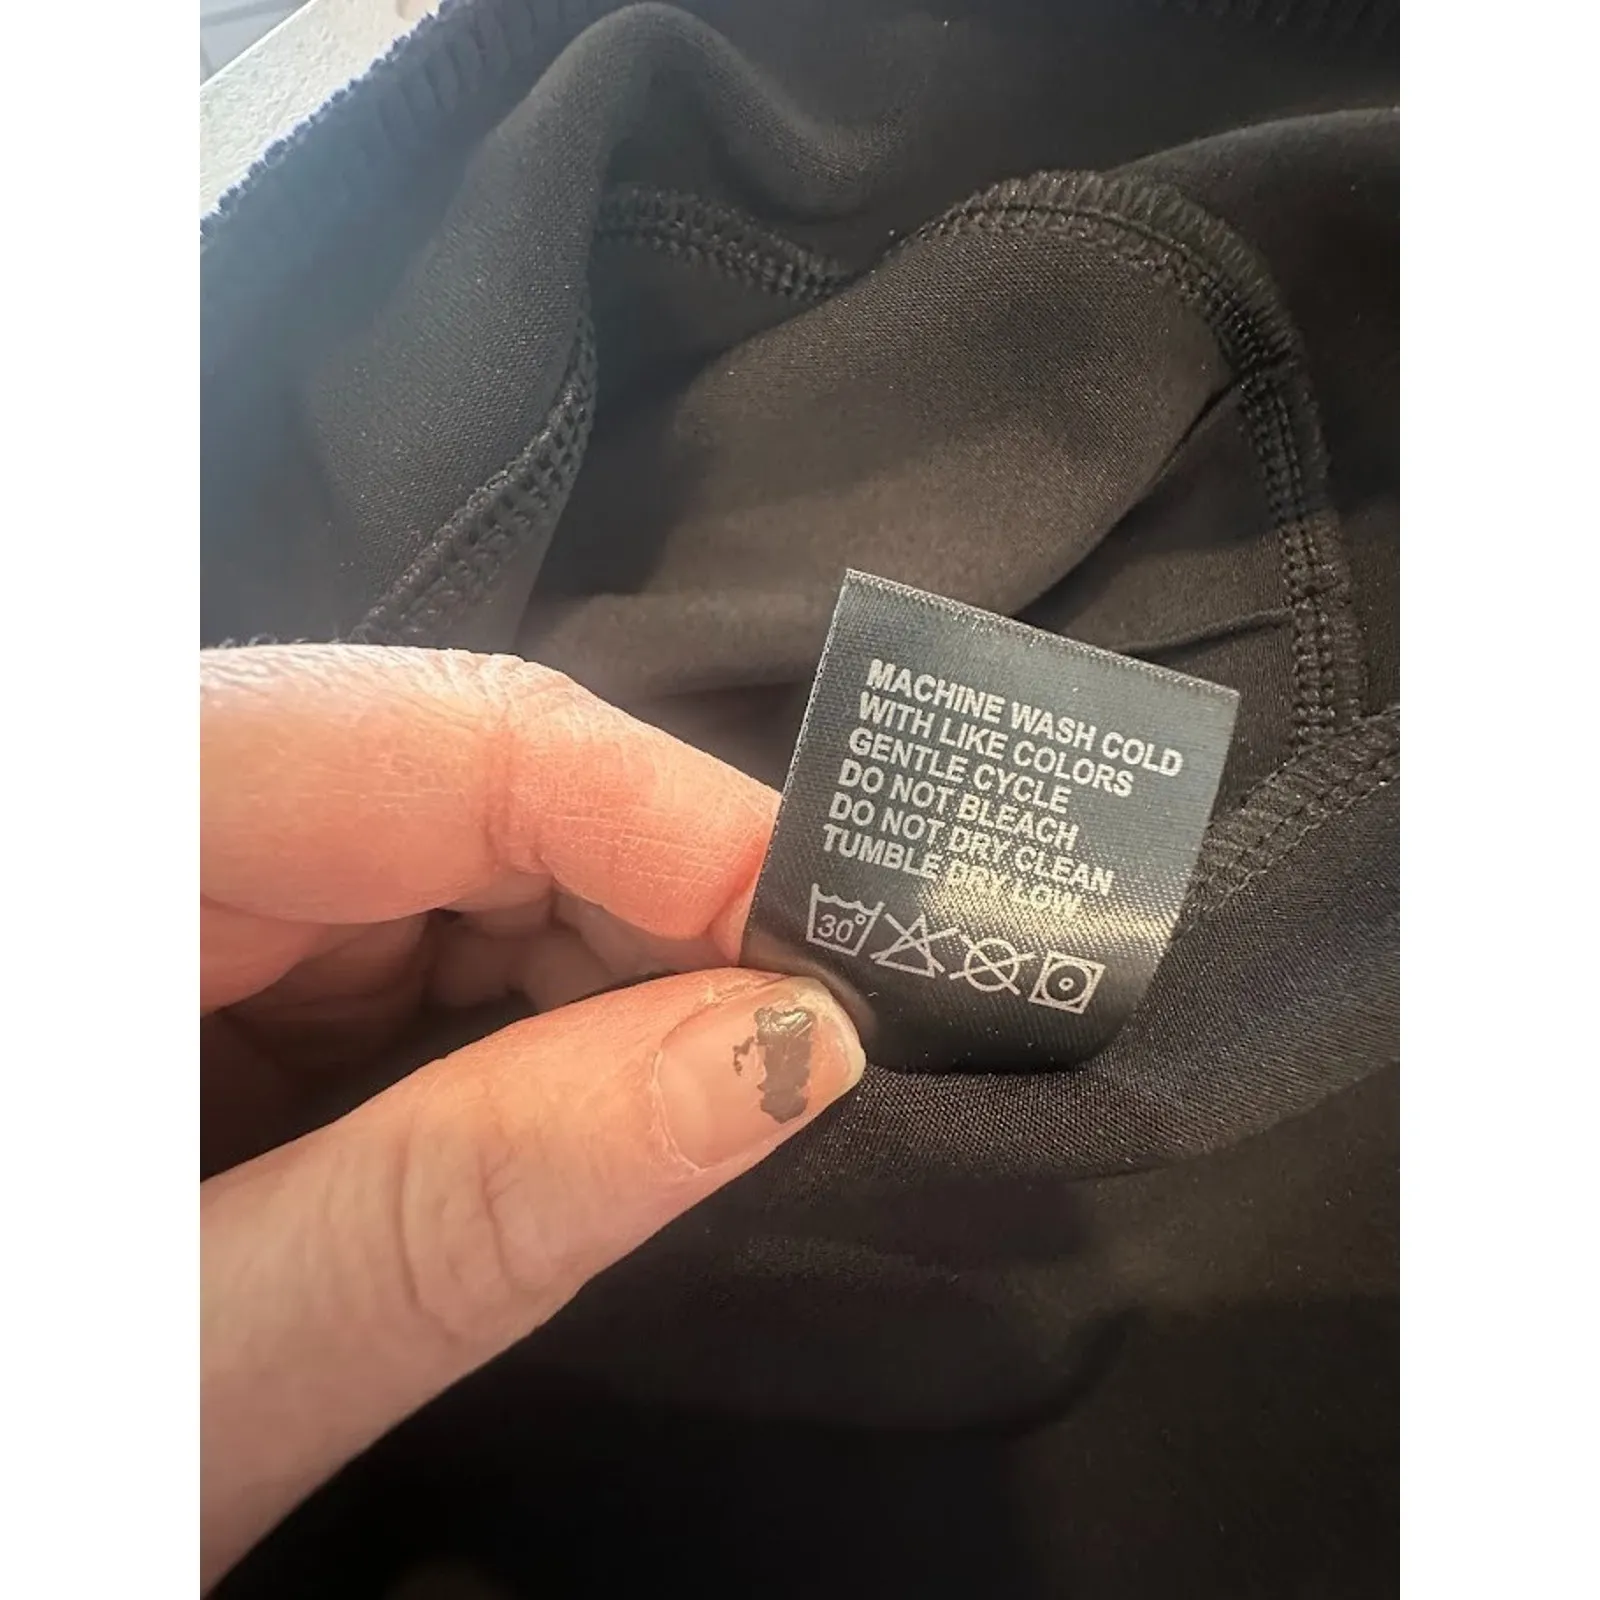 MACHINE WASH COLD
WITH LIKE COLORS
GENTLE CYCLE
DO NOT BLEACH
DO NOT DRY CLEAN
TUMBLE DRY LOW
30°